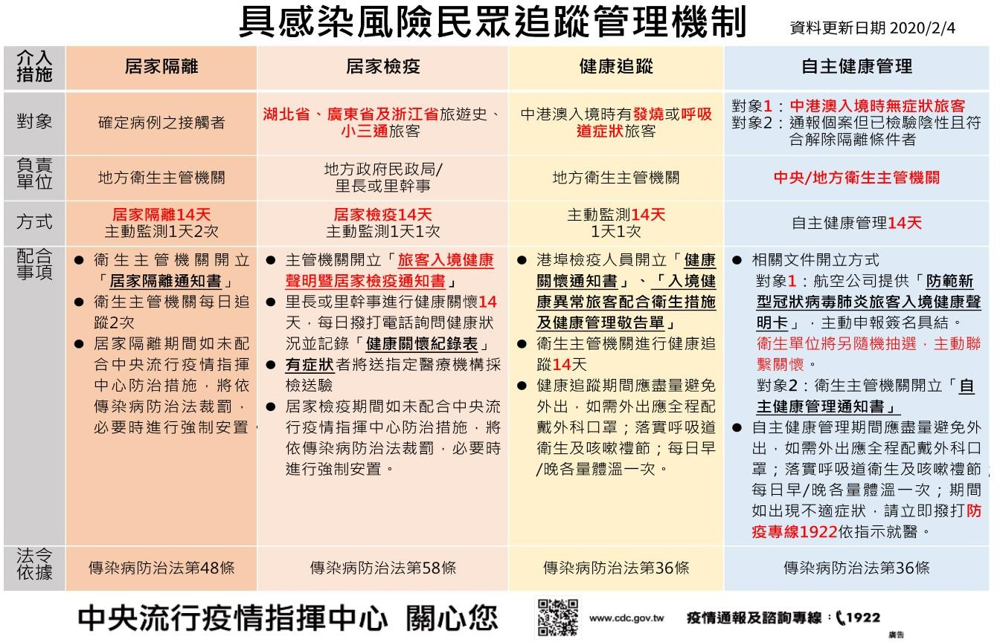 具感染風險民眾追蹤管理機制
資料更新日期 2020/2/4
介入
措施
居家隔離
居家檢疫
健康追蹤
自主健康管理
對象
確定病例之接觸者
湖北省、廣東省及浙江省旅遊史、
小三通旅客
中港澳入境時有發燒或呼吸
道症狀旅客
對象1：中港澳入境時無症狀旅客
對象2：通報個案但已檢驗陰性且符
合解除隔離條件者
負責
單位
地方衛生主管機關
地方政府民政局/
里長或里幹事
地方衛生主管機關
中央/地方衛生主管機關
方式
居家隔離14天
主動監測1天2次
居家檢疫14天
主動監測1天1次
主動監測14天
1天1次
自主健康管理14天
配合
事項
● 衛生主管機關開立
「居家隔離通知書」
● 衛生主管機關每日追
蹤2次
● 居家隔離期間如未配
合中央流行疫情指揮
中心防治措施，將依
傳染病防治法裁罰，
必要時進行強制安置。
● 主管機關開立「旅客入境健康
聲明暨居家檢疫通知書」
● 里長或里幹事進行健康關懷14
天，每日撥打電話詢問健康狀
況並記錄「健康關懷紀錄表」
● 有症狀者將送指定醫療機構採
檢送驗
● 居家檢疫期間如未配合中央流
行疫情指揮中心防治措施，將
依傳染病防治法裁罰，必要時
進行強制安置。
● 港埠檢疫人員開立「健康
關懷通知書」、「入境健
康異常旅客配合衛生措施
及健康管理敬告單」
● 衛生主管機關進行健康追
蹤14天
● 健康追蹤期間應盡量避免
外出，如需外出應全程配
戴外科口罩；落實呼吸道
衛生及咳嗽禮節；每日早
/晚各量體溫一次。
● 相關文件開立方式
對象1：航空公司提供「防範新
型冠狀病毒肺炎旅客入境健康聲
明卡」，主動申報簽名具結。
衛生單位將另隨機抽選，主動聯
繫關懷。
對象2：衛生主管機關開立「自
主健康管理通知書」
● 自主健康管理期間應盡量避免外
出，如需外出應全程配戴外科口
罩；落實呼吸道衛生及咳嗽禮節；
每日早/晚各量體溫一次；期間
如出現不適症狀，請立即撥打防
疫專線1922依指示就醫。
法令
依據
傳染病防治法第48條
傳染病防治法第58條
傳染病防治法第36條
傳染病防治法第36條
中央流行疫情指揮中心 關心您
www.cdc.gov.tw
疫情通報及諮詢專線：1922
廣告